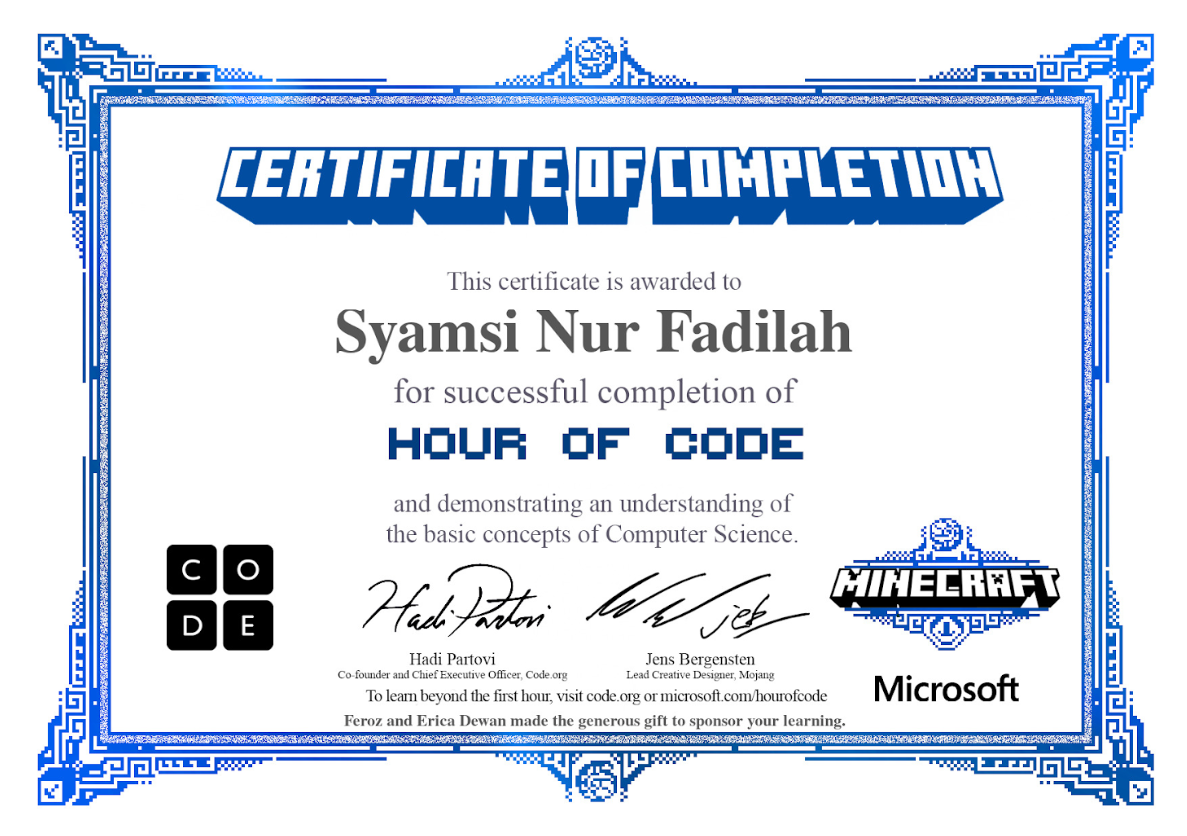 CERTIFICATE OF COMPLETION
This certificate is awarded to
Syamsi Nur Fadilah
for successful completion of
HOUR OF CODE
and demonstrating an understanding of
the basic concepts of Computer Science.
C O
D E
Hadi Partovi
jeb
MINECRAFT
Hadi Partovi
Jens Bergensten
Co-founder and Chief Executive Officer, Code.org
Lead Creative Designer, Mojang
Microsoft
To learn beyond the first hour, visit code.org or microsoft.com/hourofcode
Feroz and Erica Dewan made the generous gift to sponsor your learning.